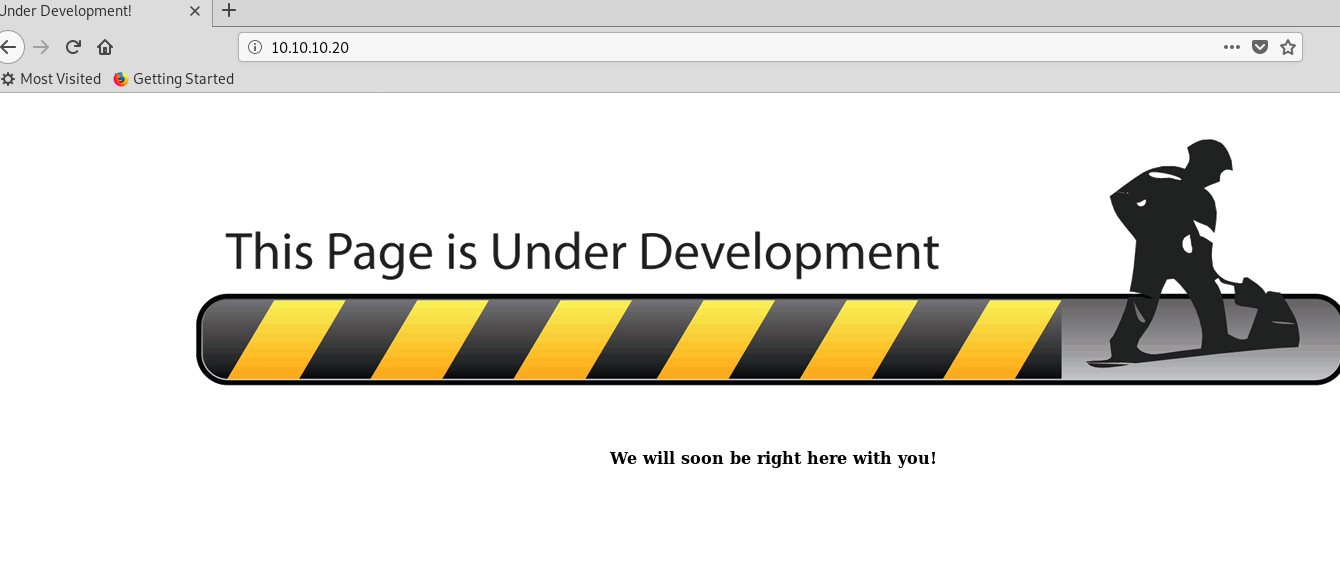 Under Development!
10.10.10.20
Most Visited Getting Started
This Page is Under Development
We will soon be right here with you!